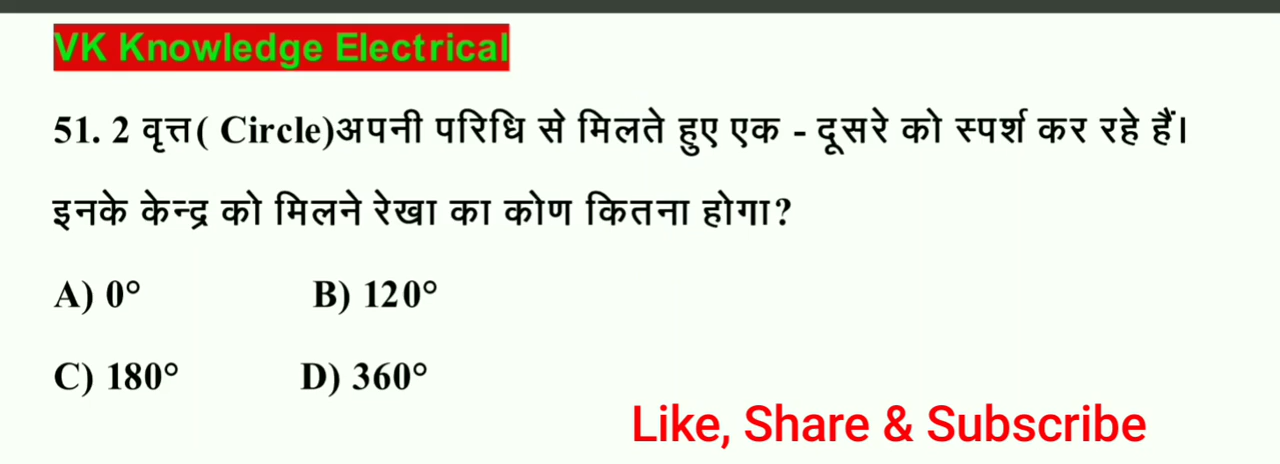 VK Knowledge Electrical
51. 2 वृत्त( Circle)अपनी परिधि से मिलते हुए एक - दूसरे को स्पर्श कर रहे हैं।
इनके केन्द्र को मिलने रेखा का कोण कितना होगा?
A) 0° B) 120°
C) 180° D) 360°
Like, Share & Subscribe